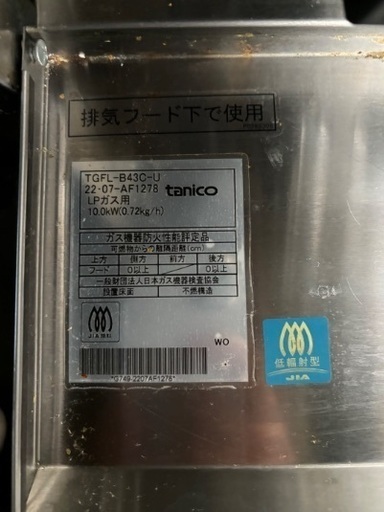 排気フード下で使用
TGFL-B43C-U
22-07-AF1278 tanico
LPガス用
10.0kW(0.72kg/h)
ガス機器防火性能評定品
可燃物からの離隔距離(cm)
上方 側方 前方 後方
フード 0以上 0以上
一般財団法人日本ガス機器検査協会
設置床面 不燃構造
WO
低輻射型
JIA
*G749-2207AF1278*